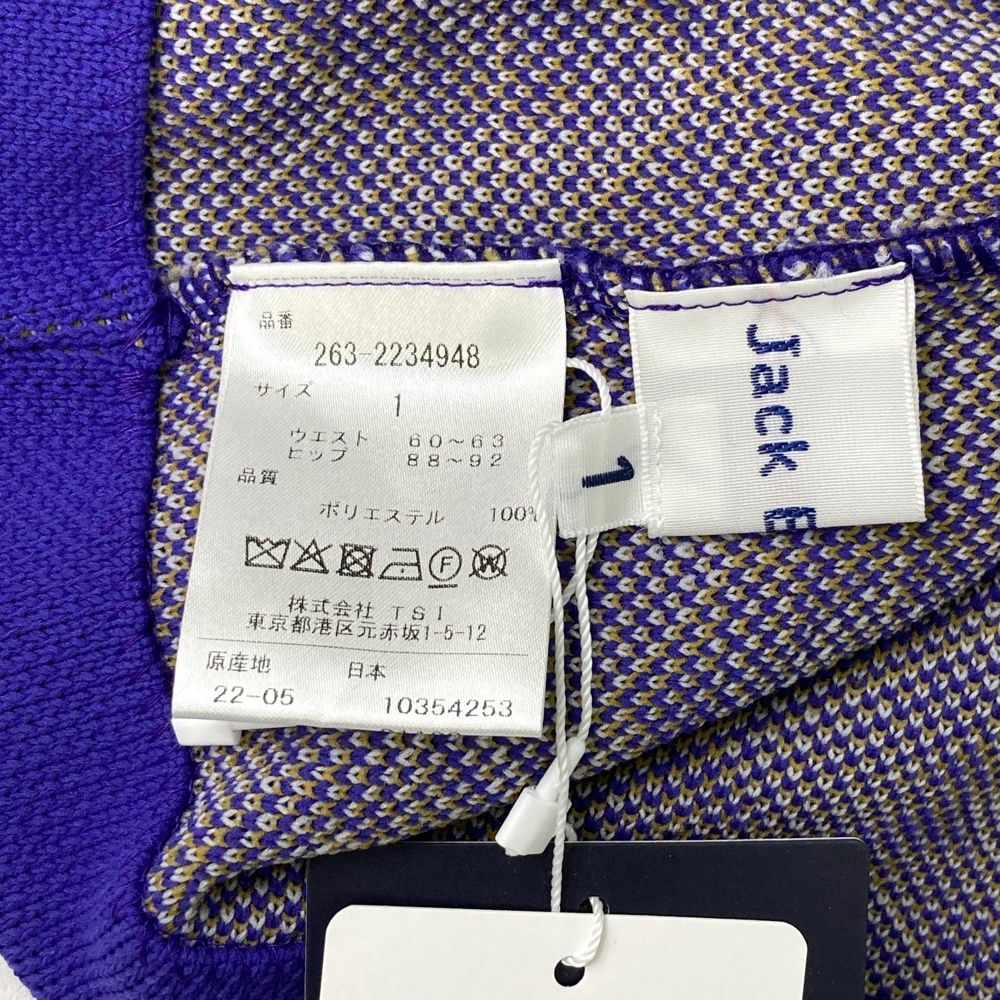 品番
263-2234948
サイズ
1
ウエスト 60～63
ヒップ 88～92
品質
ポリエステル 100%
株式会社 TSI
東京都港区元赤坂1-5-12
原産地 日本
22-05 10354253
1
Jack